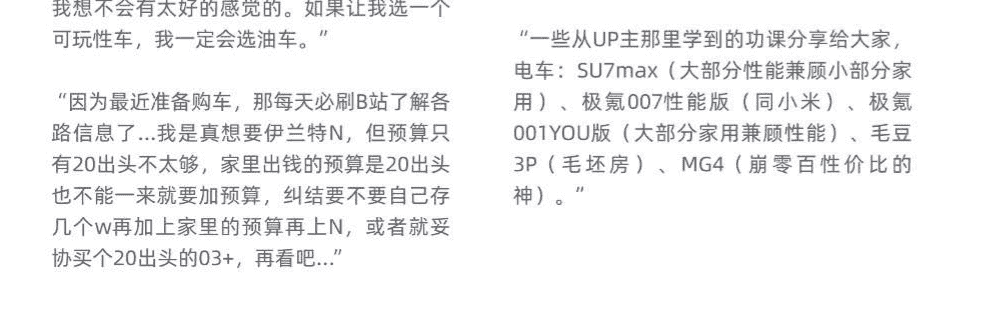 我想不会有太好的感觉的。如果让我选一个
可玩性车，我一定会选油车。”
“因为最近准备购车，那每天必刷B站了解各
路信息了...我是真想要伊兰特N，但预算只
有20出头不太够，家里出钱的预算是20出头
也不能一来就要加预算，纠结要不要自己存
几个w再加上家里的预算再上N，或者就妥
协买个20出头的03+，再看吧...”
“一些从UP主那里学到的功课分享给大家，
电车：SU7max（大部分性能兼顾小部分家
用）、极氪007性能版（同小米）、极氪
001YOU版（大部分家用兼顾性能）、毛豆
3P（毛坯房）、MG4（崩零百性价比的
神）。”